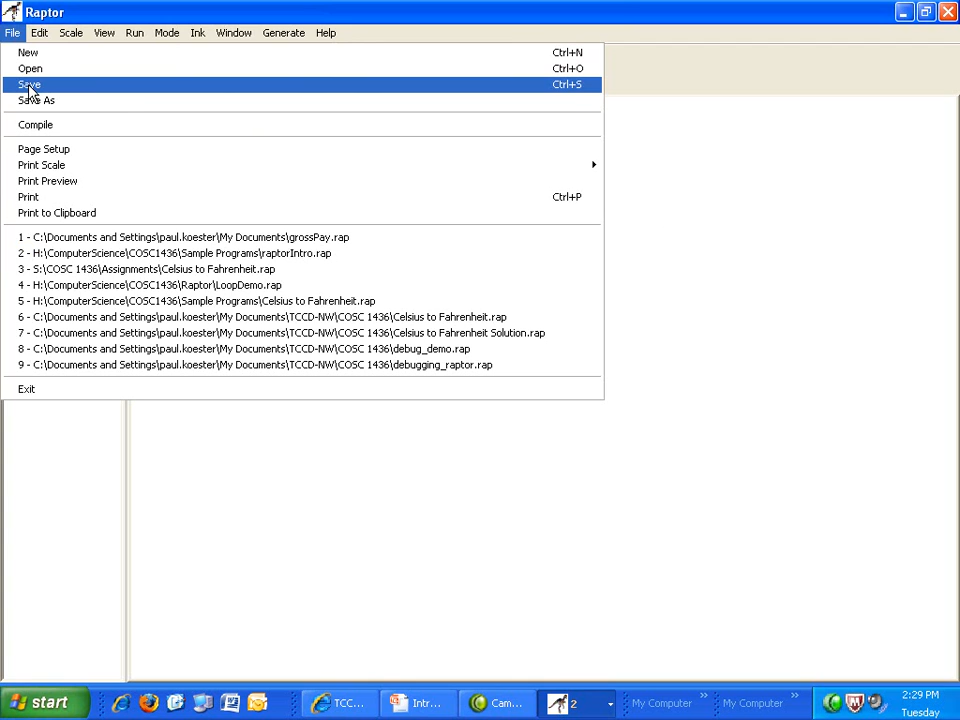 Raptor
File Edit Scale View Run Mode Ink Window Generate Help
New Ctrl+N
Open Ctrl+O
Save Ctrl+S
Save As
Compile
Page Setup
Print Scale
Print Preview
Print Ctrl+P
Print to Clipboard
1 - C:\Documents and Settings\paul.koester\My Documents\grossPay.rap
2 - H:\ComputerScience\COSC1436\Sample Programs\raptorIntro.rap
3 - S:\COSC 1436\Assignments\Celsius to Fahrenheit.rap
4 - H:\ComputerScience\COSC1436\Raptor\LoopDemo.rap
5 - H:\ComputerScience\COSC1436\Sample Programs\Celsius to Fahrenheit.rap
6 - C:\Documents and Settings\paul.koester\My Documents\TCCD-NW\COSC 1436\Celsius to Fahrenheit.rap
7 - C:\Documents and Settings\paul.koester\My Documents\TCCD-NW\COSC 1436\Celsius to Fahrenheit Solution.rap
8 - C:\Documents and Settings\paul.koester\My Documents\TCCD-NW\COSC 1436\debug_demo.rap
9 - C:\Documents and Settings\paul.koester\My Documents\TCCD-NW\COSC 1436\debugging_raptor.rap
Exit
start TCC... Intr... Cam... 2 My Computer » My Computer » 2:29 PM
Tuesday